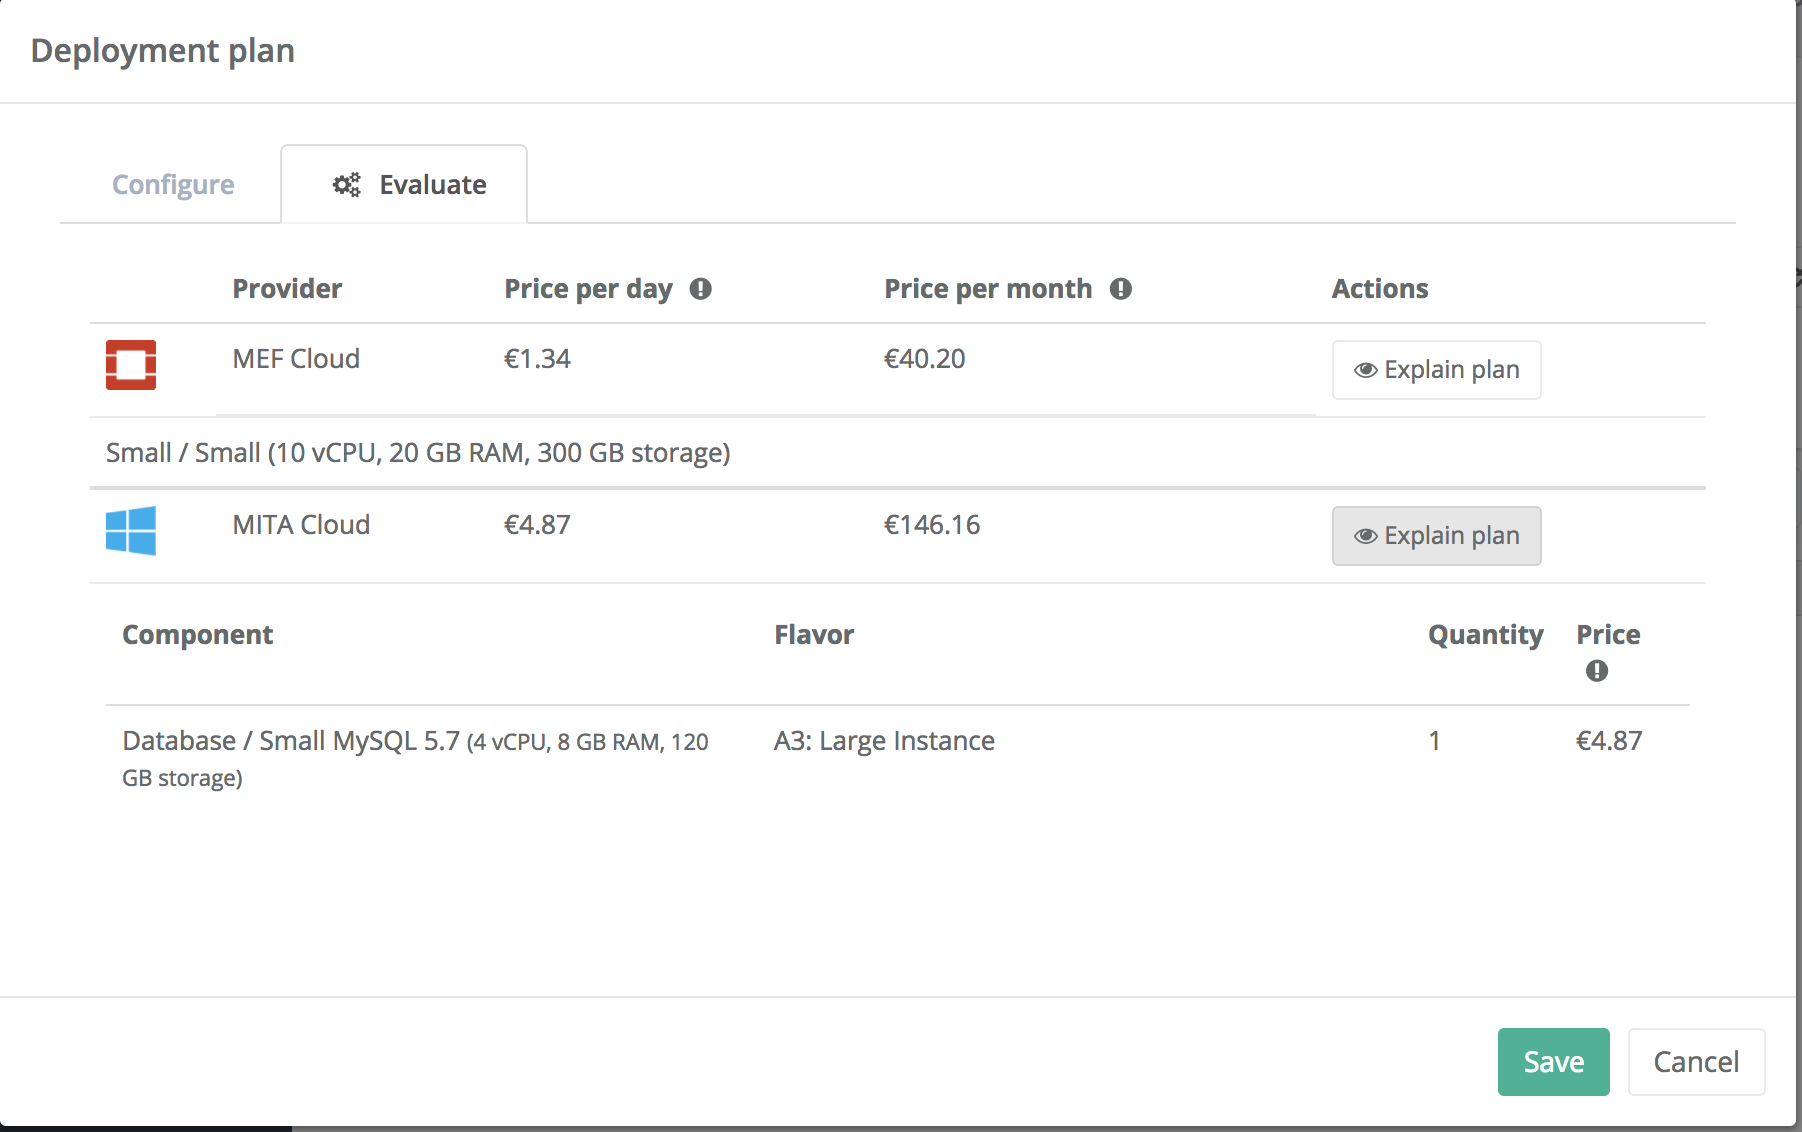 Deployment plan
Configure
Evaluate
Provider Price per day Price per month Actions
MEF Cloud €1.34 €40.20 Explain plan
Small / Small (10 vCPU, 20 GB RAM, 300 GB storage)
MITA Cloud €4.87 €146.16 Explain plan
Component Flavor Quantity Price
Database / Small MySQL 5.7 (4 vCPU, 8 GB RAM, 120 A3: Large Instance 1 €4.87
GB storage)
Save Cancel